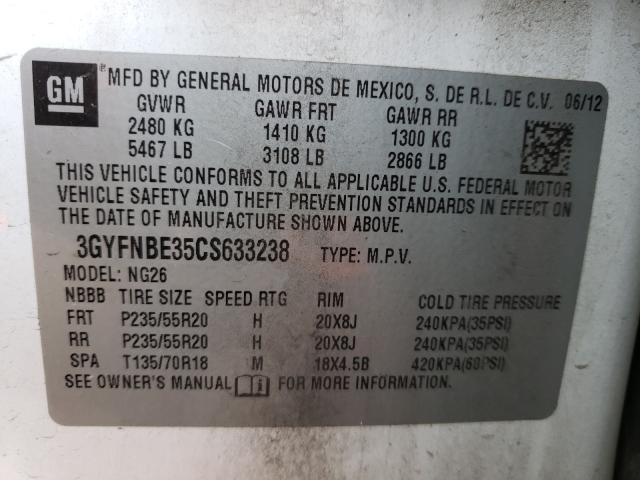 GM
MFD BY GENERAL MOTORS DE MEXICO, S. DE R.L. DE C.V. 06/12
GVWR GAWR FRT GAWR RR
2480 KG 1410 KG 1300 KG
5467 LB 3108 LB 2866 LB
THIS VEHICLE CONFORMS TO ALL APPLICABLE U.S. FEDERAL MOTOR
VEHICLE SAFETY AND THEFT PREVENTION STANDARDS IN EFFECT ON
THE DATE OF MANUFACTURE SHOWN ABOVE.
3GYFNBE35CS633238 TYPE: M.P.V.
MODEL: NG26
NBBB TIRE SIZE SPEED RTG RIM COLD TIRE PRESSURE
FRT P235/55R20 H 20X8J 240KPA(35PSI)
RR P235/55R20 H 20X8J 240KPA(35PSI)
SPA T135/70R18 M 18X4.5B 420KPA(60PSI)
SEE OWNER'S MANUAL FOR MORE INFORMATION.